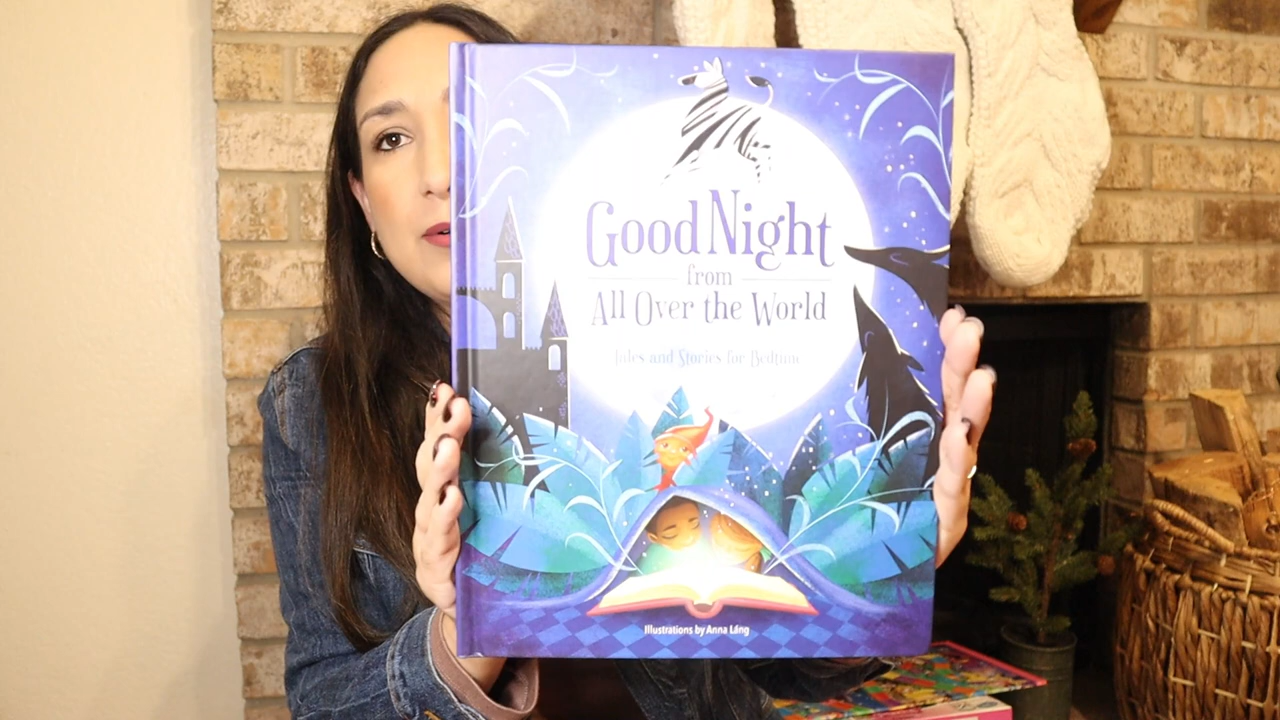 Good Night
from
All Over the World
Tales and Stories for Bedtime
Illustrations by Anna Láng